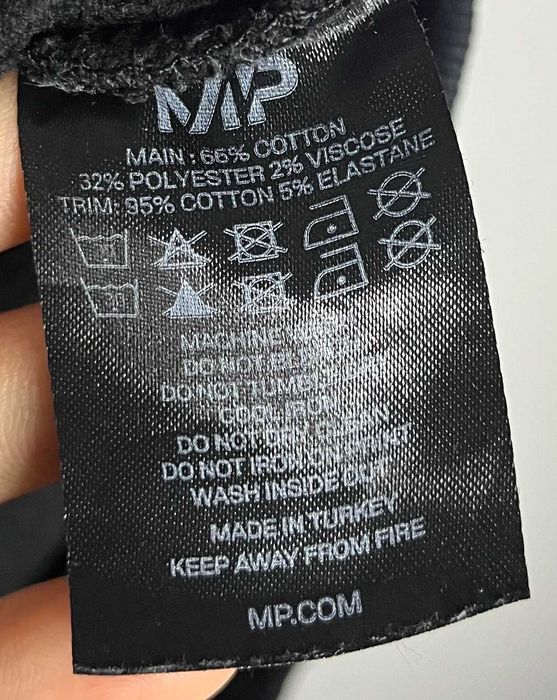 MP
MAIN: 66% COTTON
32% POLYESTER 2% VISCOSE
TRIM: 95% COTTON 5% ELASTANE
MACHINE
DO NOT
DO NOT TUMBLE
COOL IRON
DO NOT DRY CLEAN
DO NOT IRON ON PRINT
WASH INSIDE OUT
MADE IN TURKEY
KEEP AWAY FROM FIRE
MP.COM